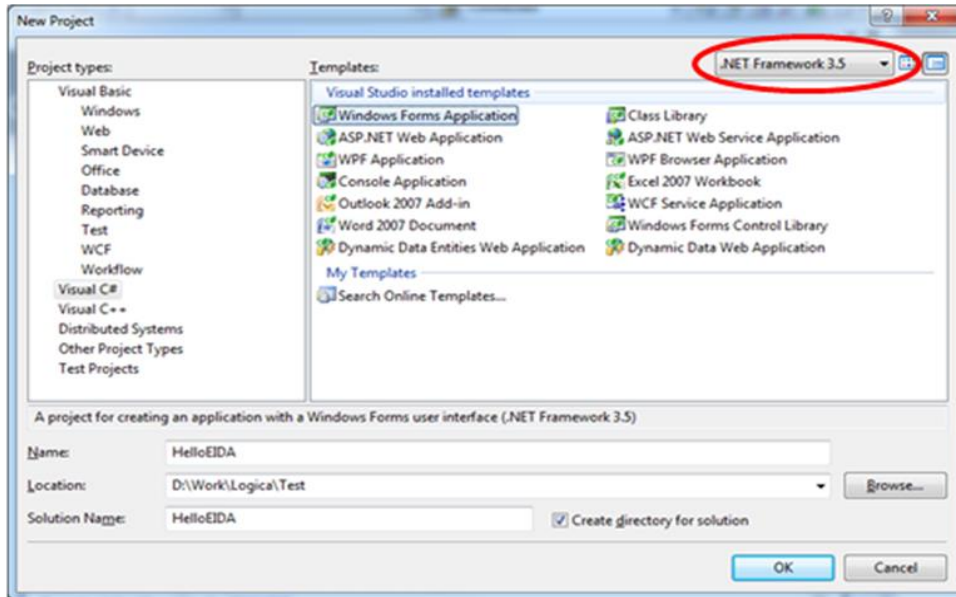 New Project
Project types:
Templates:
.NET Framework 3.5
Visual Basic
Windows
Web
Smart Device
Office
Database
Reporting
Test
WCF
Workflow
Visual C#
Visual C++
Distributed Systems
Other Project Types
Test Projects
Visual Studio installed templates
Windows Forms Application
Class Library
ASP.NET Web Application
ASP.NET Web Service Application
WPF Application
WPF Browser Application
Console Application
Excel 2007 Workbook
Outlook 2007 Add-in
WCF Service Application
Word 2007 Document
Windows Forms Control Library
Dynamic Data Entities Web Application
Dynamic Data Web Application
My Templates
Search Online Templates...
A project for creating an application with a Windows Forms user interface (.NET Framework 3.5)
Name:
HelloEIDA
Location:
D:\Work\Logica\Test
Browse...
Solution Name:
HelloEIDA
Create directory for solution
OK
Cancel